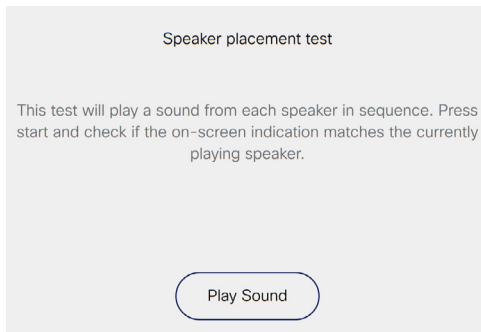 Speaker placement test
This test will play a sound from each speaker in sequence. Press
start and check if the on-screen indication matches the currently
playing speaker.
Play Sound